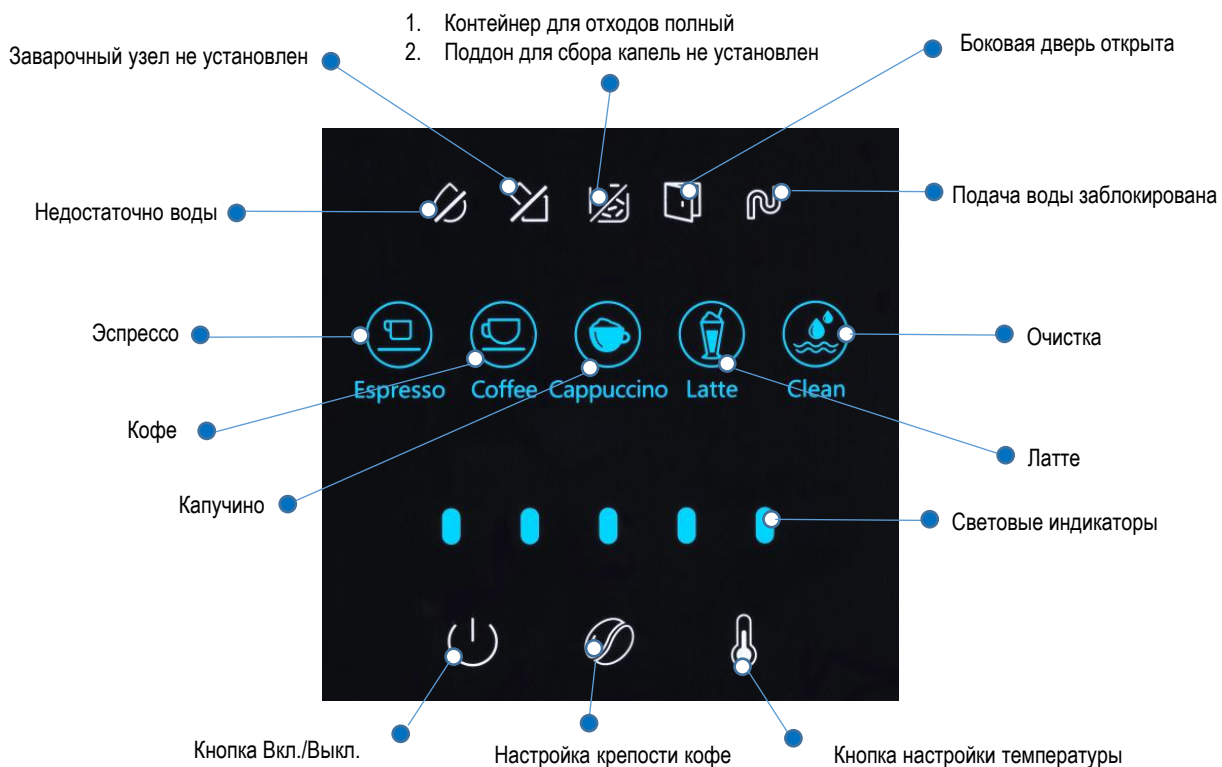 1. Контейнер для отходов полный
2. Поддон для сбора капель не установлен
Заварочный узел не установлен
Боковая дверь открыта
Недостаточно воды
Подача воды заблокирована
Эспрессо
Очистка
Espresso
Coffee
Cappuccino
Latte
Clean
Кофе
Латте
Капучино
Световые индикаторы
Кнопка Вкл./Выкл.
Настройка крепости кофе
Кнопка настройки температуры